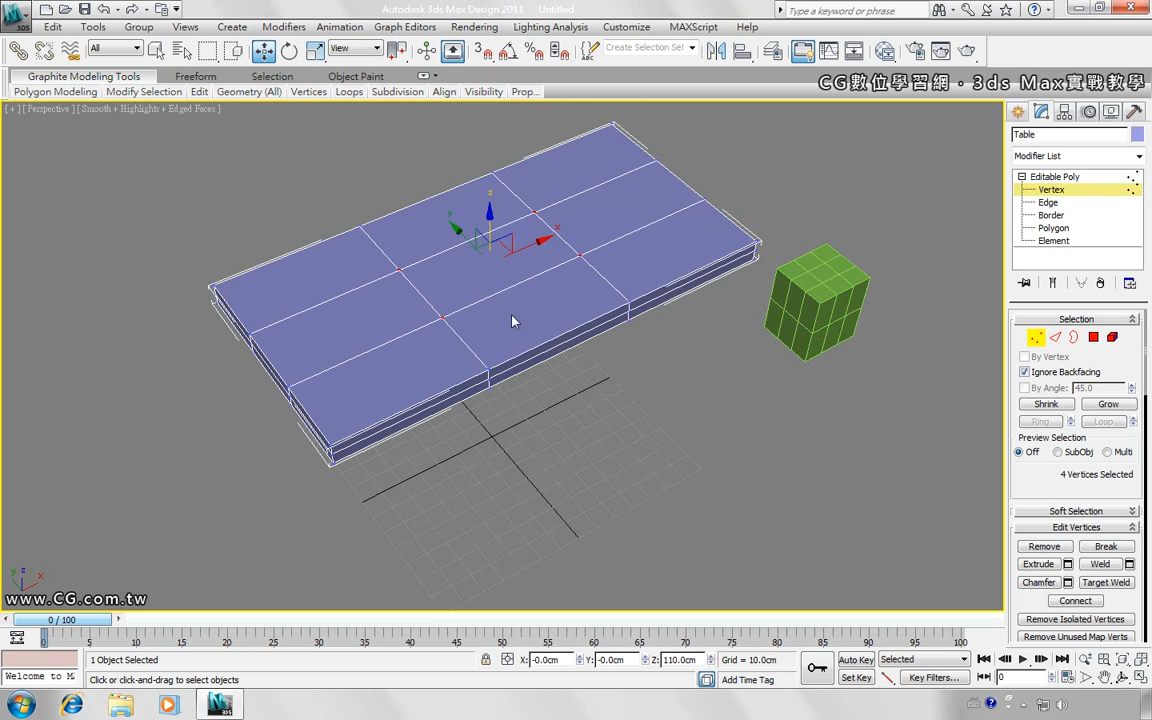 Autodesk 3ds Max Design 2011 Untitled
Type a keyword or phrase
Edit Tools Group Views Create Modifiers Animation Graph Editors Rendering Lighting Analysis Customize MAXScript Help
All View Create Selection Se
Graphite Modeling Tools Freeform Selection Object Paint
CG數位學習網·3ds Max實戰教學
Polygon Modeling Modify Selection Edit Geometry (All) Vertices Loops Subdivision Align Visibility Prop...
[ + ] [ Perspective ] [ Smooth + Highlights + Edged Faces ]
Table
Modifier List
Editable Poly
Vertex
Edge
Border
Polygon
Element
Selection
By Vertex
Ignore Backfacing
By Angle: 45.0
Shrink Grow
Ring Loop
Preview Selection
Off SubObj Multi
4 Vertices Selected
Soft Selection
Edit Vertices
Remove Break
Extrude Weld
Chamfer Target Weld
Connect
Remove Isolated Vertices
Remove Unused Map Verts
z
y
x
z
y
x
www.CG.com.tw
0 / 100
0 5 10 15 20 25 30 35 40 45 50 55 60 65 70 75 80 85 90 95 100
1 Object Selected X: -0.0cm Y: -0.0cm Z: 110.0cm Grid = 10.0cm Auto Key Selected
Welcome to M Click or click-and-drag to select objects Add Time Tag Set Key Key Filters... 0